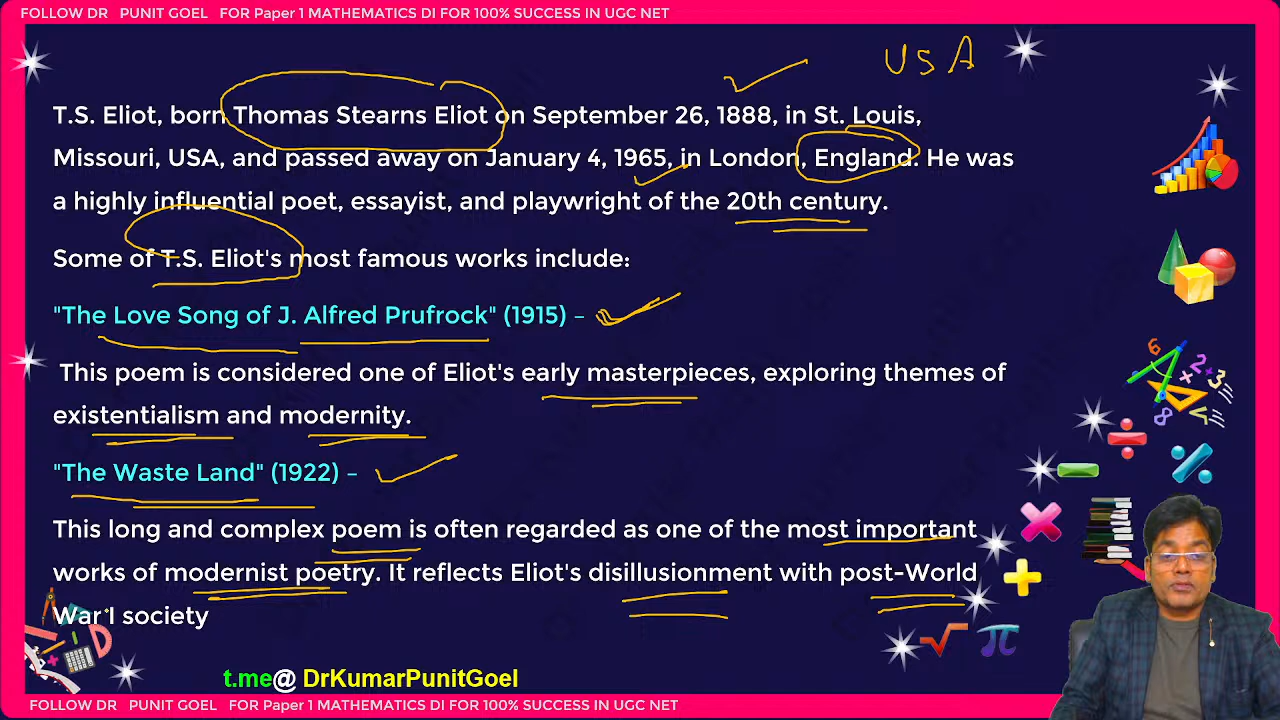 FOLLOW DR PUNIT GOEL FOR Paper 1 MATHEMATICS DI FOR 100% SUCCESS IN UGC NET
USA
T.S. Eliot, born Thomas Stearns Eliot on September 26, 1888, in St. Louis,
Missouri, USA, and passed away on January 4, 1965, in London, England. He was
a highly influential poet, essayist, and playwright of the 20th century.
Some of T.S. Eliot's most famous works include:
"The Love Song of J. Alfred Prufrock" (1915) –
This poem is considered one of Eliot's early masterpieces, exploring themes of
existentialism and modernity.
"The Waste Land" (1922) –
This long and complex poem is often regarded as one of the most important
works of modernist poetry. It reflects Eliot's disillusionment with post-World
War I society
t.me@ DrKumarPunitGoel
FOLLOW DR PUNIT GOEL FOR Paper 1 MATHEMATICS DI FOR 100% SUCCESS IN UGC NET